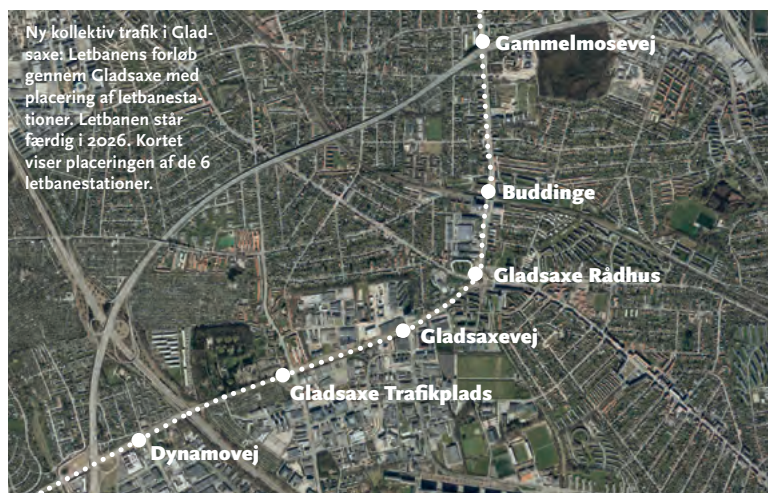 Ny kollektiv trafik i Glad-
saxe: Letbanens forløb
gennem Gladsaxe med
placering af letbanesta-
tioner. Letbanen står
færdig i 2026. Kortet
viser placeringen af de 6
letbanestationer.
Gammelmosevej
Buddinge
Gladsaxe Rådhus
Gladsaxevej
Gladsaxe Trafikplads
Dynamovej